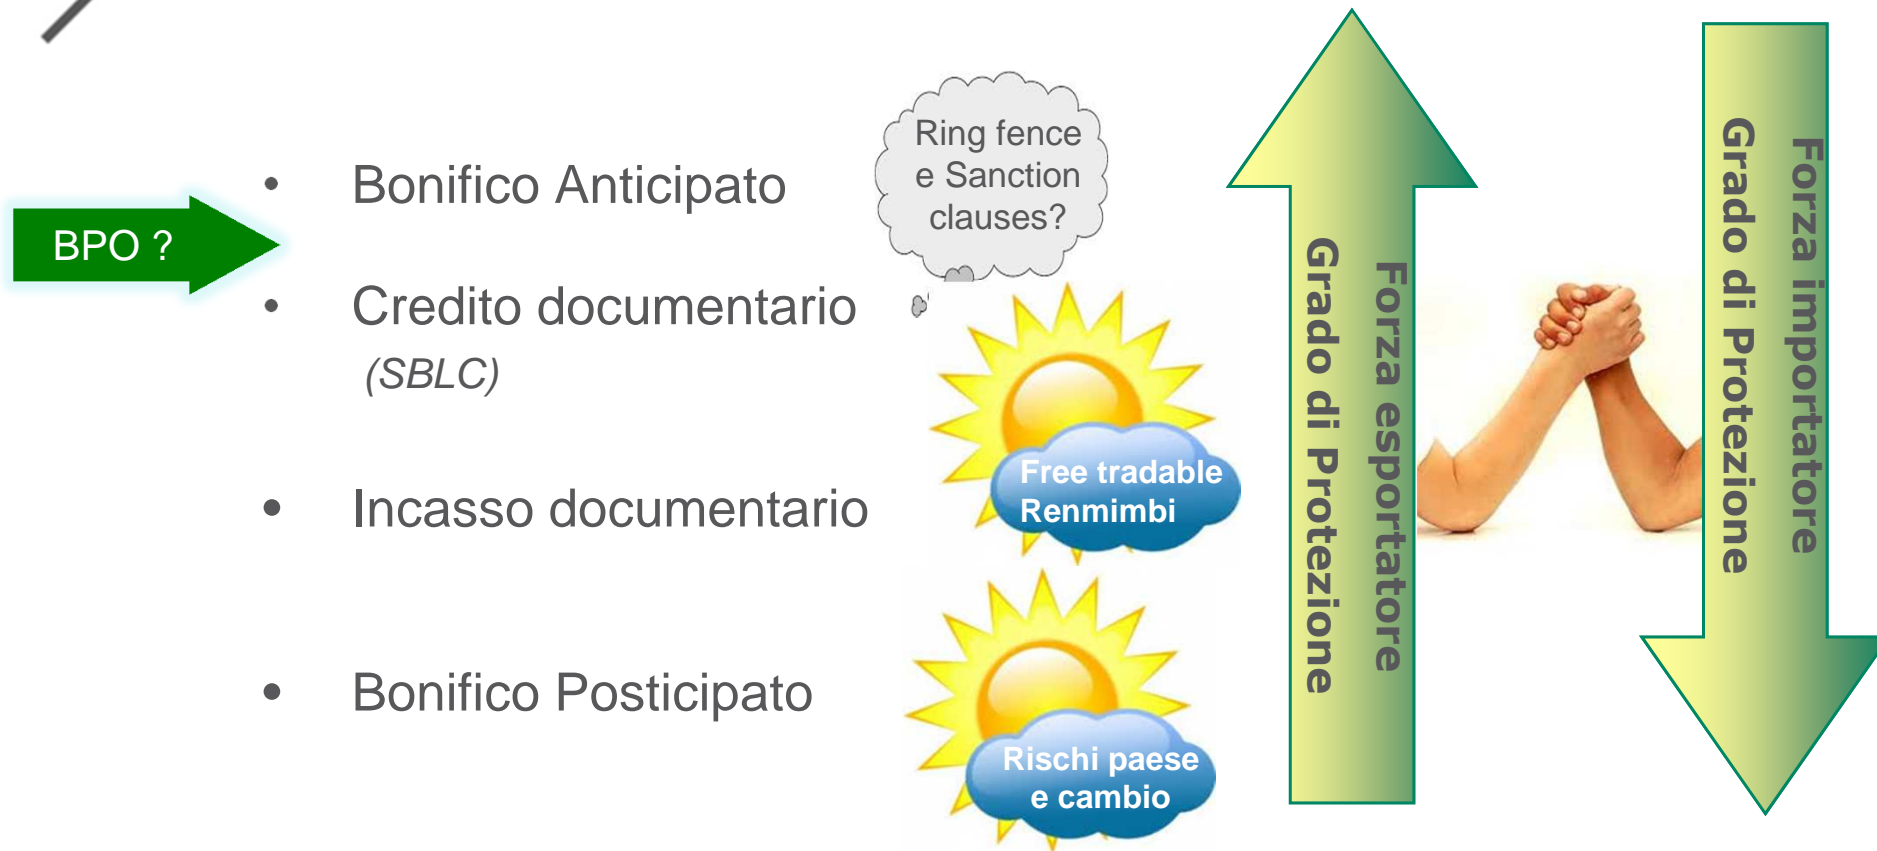 Ring fence
e Sanction
clauses?
• Bonifico Anticipato
BPO ?
• Credito documentario
(SBLC)
• Incasso documentario
Free tradable
Renmimbi
• Bonifico Posticipato
Rischi paese
e cambio
Forza esportatore
Grado di Protezione
Forza importatore
Grado di Protezione